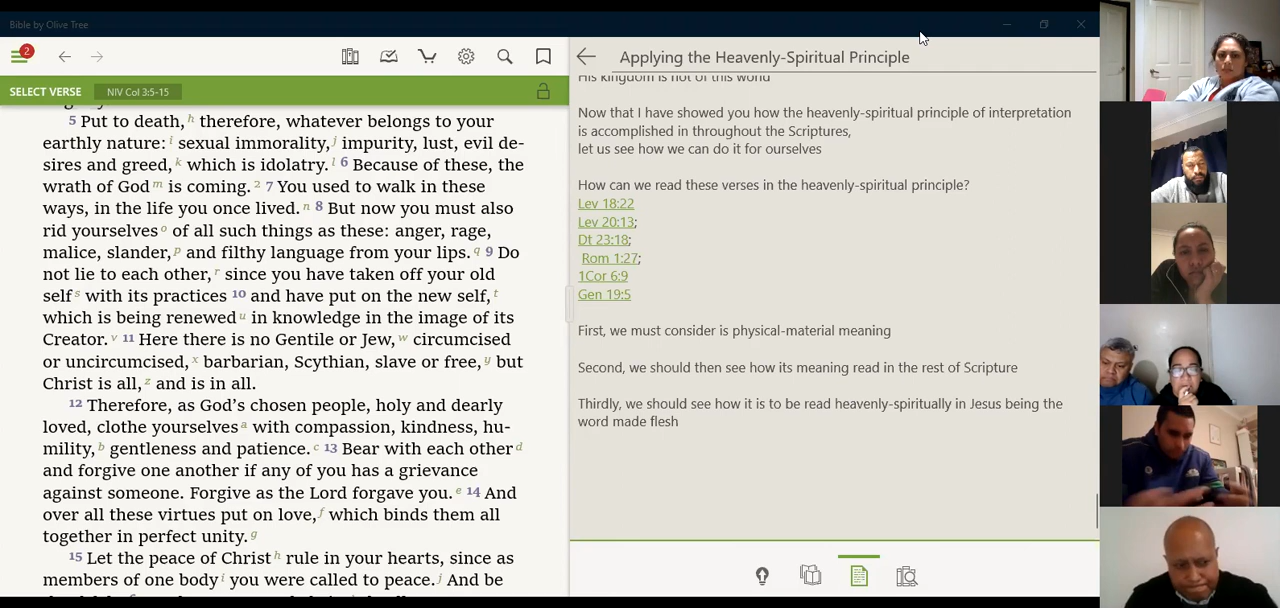 Bible by Olive Tree
2
SELECT VERSE
NIV Col 3:5-15
5 Put to death, h therefore, whatever belongs to your
earthly nature: i sexual immorality, j impurity, lust, evil de-
sires and greed, k which is idolatry. l 6 Because of these, the
wrath of God m is coming. 2 7 You used to walk in these
ways, in the life you once lived. n 8 But now you must also
rid yourselves o of all such things as these: anger, rage,
malice, slander, p and filthy language from your lips. q 9 Do
not lie to each other, r since you have taken off your old
self s with its practices 10 and have put on the new self, t
which is being renewed u in knowledge in the image of its
Creator. v 11 Here there is no Gentile or Jew, w circumcised
or uncircumcised, x barbarian, Scythian, slave or free, y but
Christ is all, z and is in all.
12 Therefore, as God's chosen people, holy and dearly
loved, clothe yourselves a with compassion, kindness, hu-
mility, b gentleness and patience. c 13 Bear with each other d
and forgive one another if any of you has a grievance
against someone. Forgive as the Lord forgave you. e 14 And
over all these virtues put on love, f which binds them all
together in perfect unity. g
15 Let the peace of Christ h rule in your hearts, since as
members of one body i you were called to peace. j And be
Applying the Heavenly-Spiritual Principle
His kingdom is not of this world
Now that I have showed you how the heavenly-spiritual principle of interpretation
is accomplished in throughout the Scriptures,
let us see how we can do it for ourselves
How can we read these verses in the heavenly-spiritual principle?
Lev 18:22
Lev 20:13;
Dt 23:18;
Rom 1:27;
1Cor 6:9
Gen 19:5
First, we must consider is physical-material meaning
Second, we should then see how its meaning read in the rest of Scripture
Thirdly, we should see how it is to be read heavenly-spiritually in Jesus being the
word made flesh